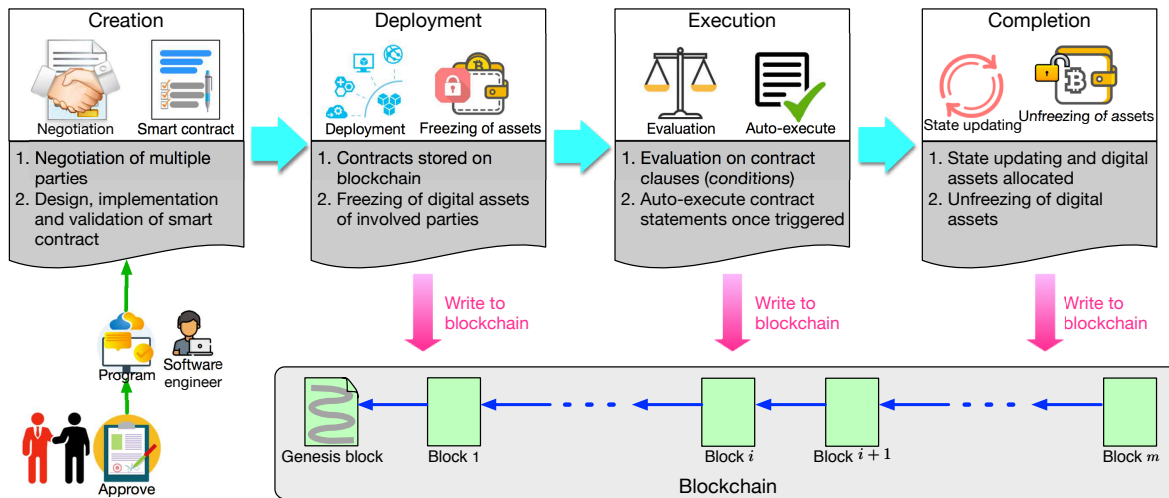 Creation
Negotiation
Smart contract
1. Negotiation of multiple
parties
2. Design, implementation
and validation of smart
contract
Deployment
Deployment
Freezing of assets
1. Contracts stored on
blockchain
2. Freezing of digital assets
of involved parties
Execution
Evaluation
Auto-execute
1. Evaluation on contract
clauses (conditions)
2. Auto-execute contract
statements once triggered
Completion
State updating
Unfreezing of assets
1. State updating and digital
assets allocated
2. Unfreezing of digital
assets
Write to
blockchain
Write to
blockchain
Write to
blockchain
Program
Software
engineer
Approve
Genesis block
Block 1
Block i
Block i + 1
Block m
Blockchain